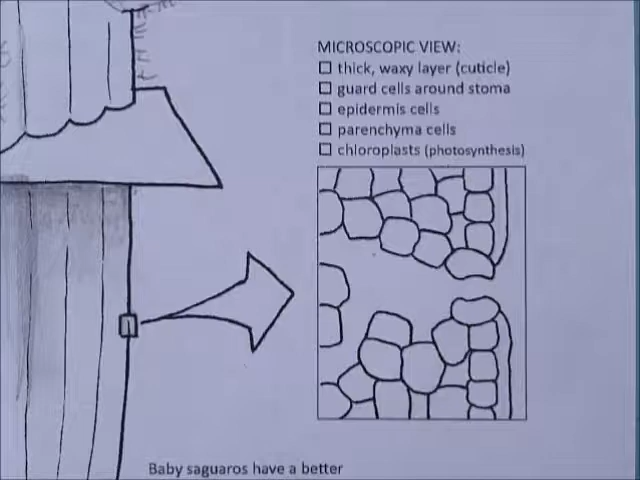 MICROSCOPIC VIEW:
☐ thick, waxy layer (cuticle)
☐ guard cells around stoma
☐ epidermis cells
☐ parenchyma cells
☐ chloroplasts (photosynthesis)
Baby saguaros have a better